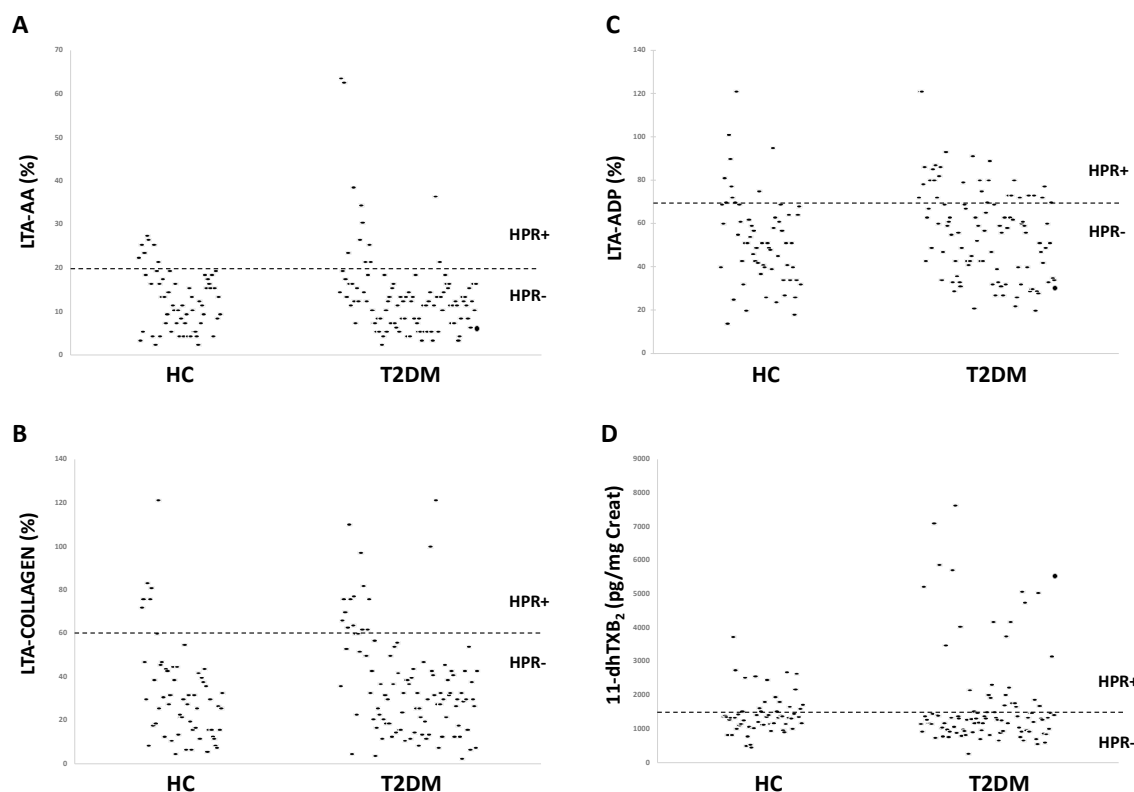 A
LTA-AA (%)
70
60
50
40
30
20
10
0
HPR+
HPR-
HC
T2DM
C
LTA-ADP (%)
140
120
100
80
60
40
20
0
HPR+
HPR-
HC
T2DM
B
LTA-COLLAGEN (%)
140
120
100
80
60
40
20
0
HPR+
HPR-
HC
T2DM
D
11-dhTXB₂ (pg/mg Creat)
9000
8000
7000
6000
5000
4000
3000
2000
1000
0
HPR+
HPR-
HC
T2DM